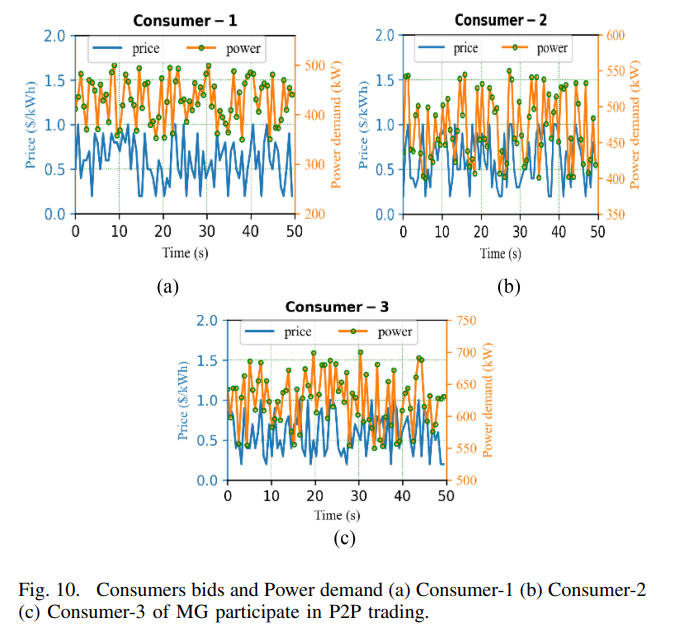 Consumer − 1
price power
2.0
1.5
1.0
0.5
0.0
Price ($/kWh)
500
400
300
200
Power demand (kW)
0 10 20 30 40 50
Time (s)
(a)
Consumer − 2
price power
2.0
1.5
1.0
0.5
0.0
Price ($/kWh)
600
550
500
450
400
350
Power demand (kW)
0 10 20 30 40 50
Time (s)
(b)
Consumer − 3
price power
2.0
1.5
1.0
0.5
0.0
Price ($/kWh)
750
700
650
600
550
500
Power demand (kW)
0 10 20 30 40 50
Time (s)
(c)
Fig. 10. Consumers bids and Power demand (a) Consumer-1 (b) Consumer-2
(c) Consumer-3 of MG participate in P2P trading.